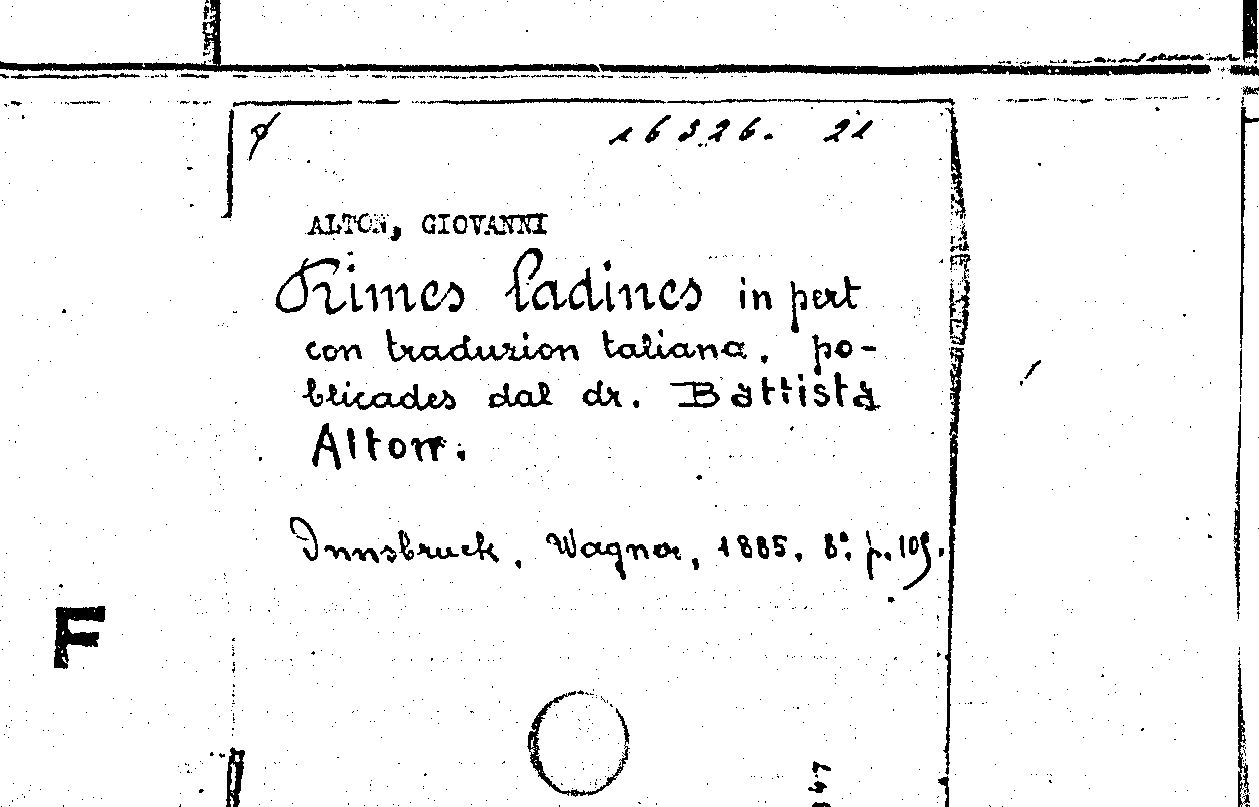 16326. 21
ALTON, GIOVANNI
Rimes ladines in pert
con traduzion taliana. po-
blicades dal dr. Battista
Alton.
Innsbruck. Wagner, 1885. 8°. p. 109.
F